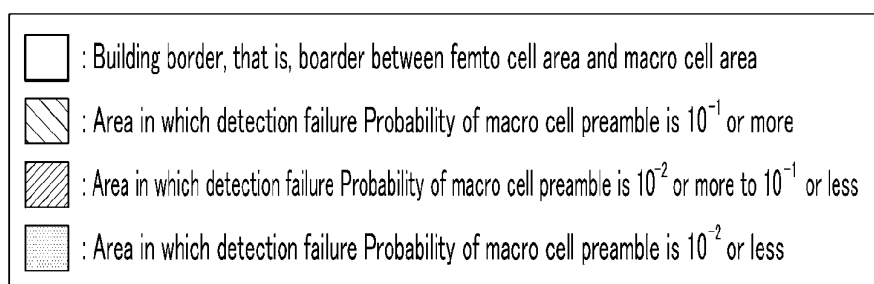 : Building border, that is, boarder between femto cell area and macro cell area
: Area in which detection failure Probability of macro cell preamble is 10⁻¹ or more
: Area in which detection failure Probability of macro cell preamble is 10⁻² or more to 10⁻¹ or less
: Area in which detection failure Probability of macro cell preamble is 10⁻² or less